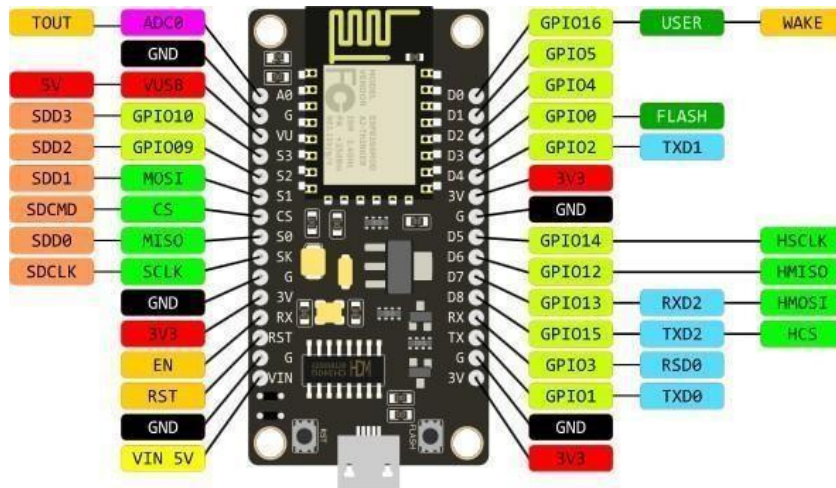 TOUT ADC0
GND
5V VUSB
SDD3 GPIO10
SDD2 GPIO09
SDD1 MOSI
SDCMD CS
SDD0 MISO
SDCLK SCLK
GND
3V3
EN
RST
GND
VIN 5V
A0
G
VU
S3
S2
S1
CS
S0
SK
G
3V
RX
RST
G
VIN
MODEL
VENDOR
FC
RST
FLASH
D0
D1
D2
D3
D4
3V
G
D5
D6
D7
D8
RX
TX
G
3V
GPIO16 USER WAKE
GPIO5
GPIO4
GPIO0 FLASH
GPIO2 TXD1
3V3
GND
GPIO14 HSCLK
GPIO12 HMISO
GPIO13 RXD2 HMOSI
GPIO15 TXD2 HCS
GPIO3 RSD0
GPIO1 TXD0
GND
3V3